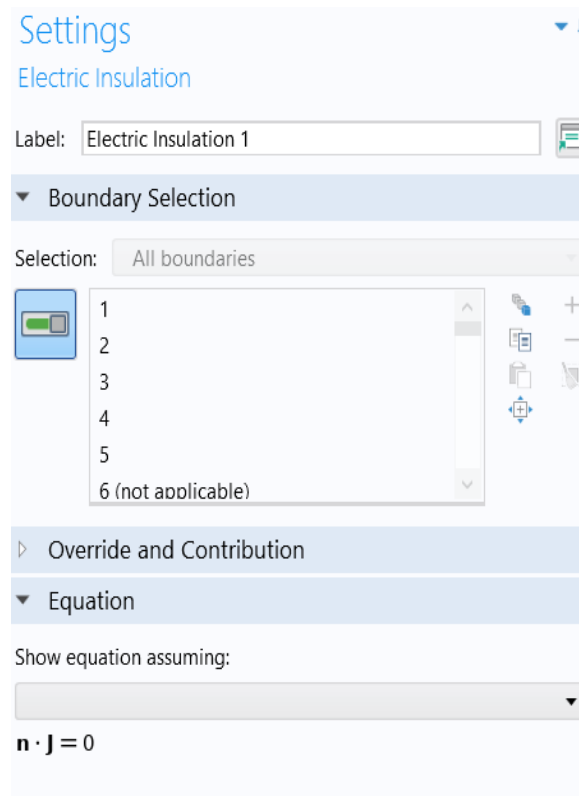 Settings
Electric Insulation
Label: Electric Insulation 1
Boundary Selection
Selection: All boundaries
1
2
3
4
5
6 (not applicable)
Override and Contribution
Equation
Show equation assuming:
n · J = 0